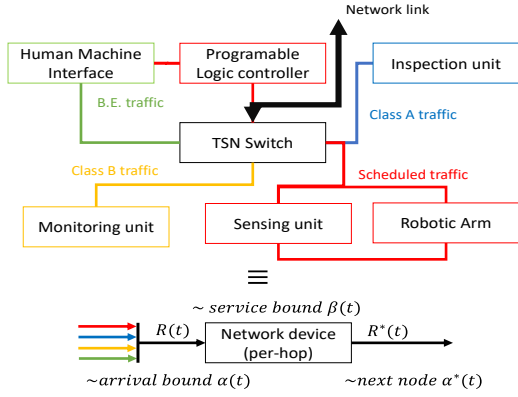 Network link
Human Machine
Interface
Programable
Logic controller
Inspection unit
B.E. traffic
Class A traffic
TSN Switch
Class B traffic
Scheduled traffic
Monitoring unit
Sensing unit
Robotic Arm
≡
~ service bound β(t)
R(t)
Network device
(per-hop)
R*(t)
~arrival bound α(t)
~next node α*(t)